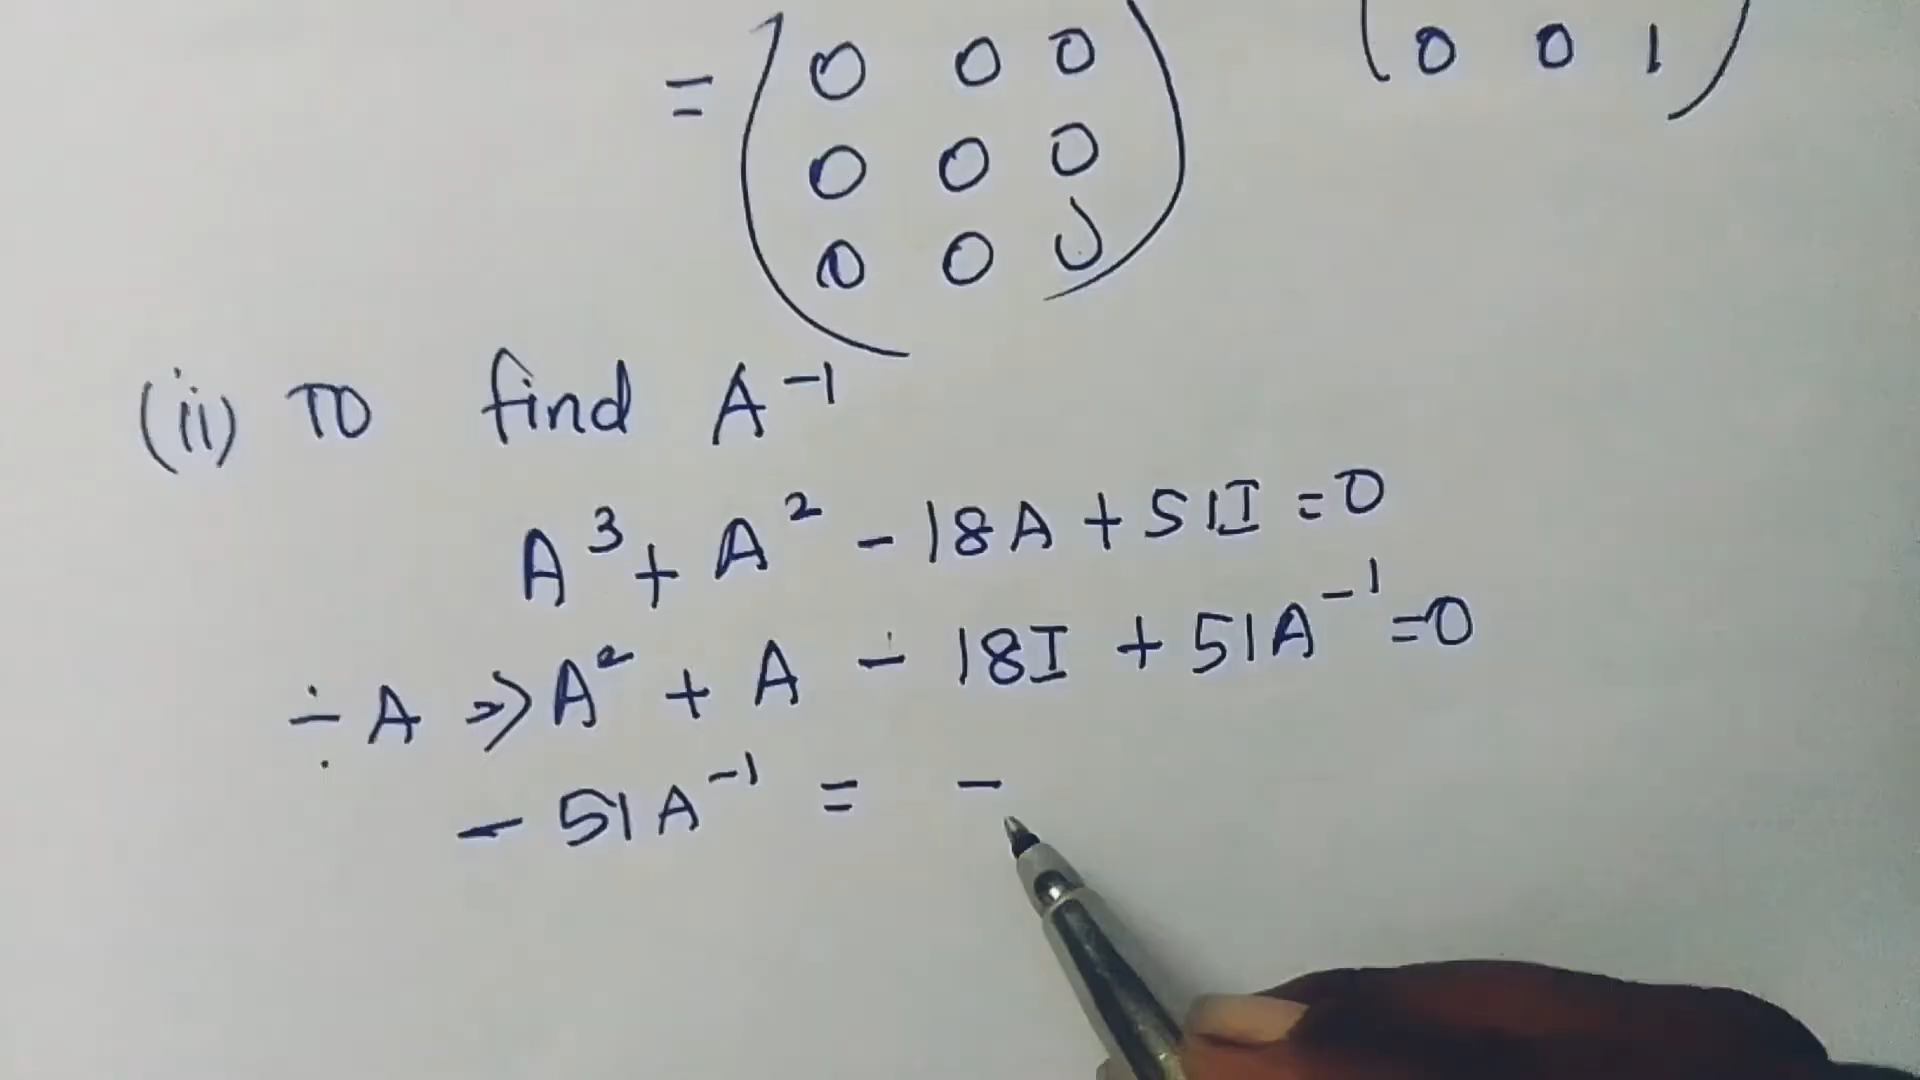 = (0 0 0 (0 0 1)
0 0 0
0 0 0)
(ii) TO find A⁻¹
A³ + A² - 18A + 51I = 0
÷ A ⇒ A² + A - 18I + 51A⁻¹ = 0
- 51A⁻¹ = -